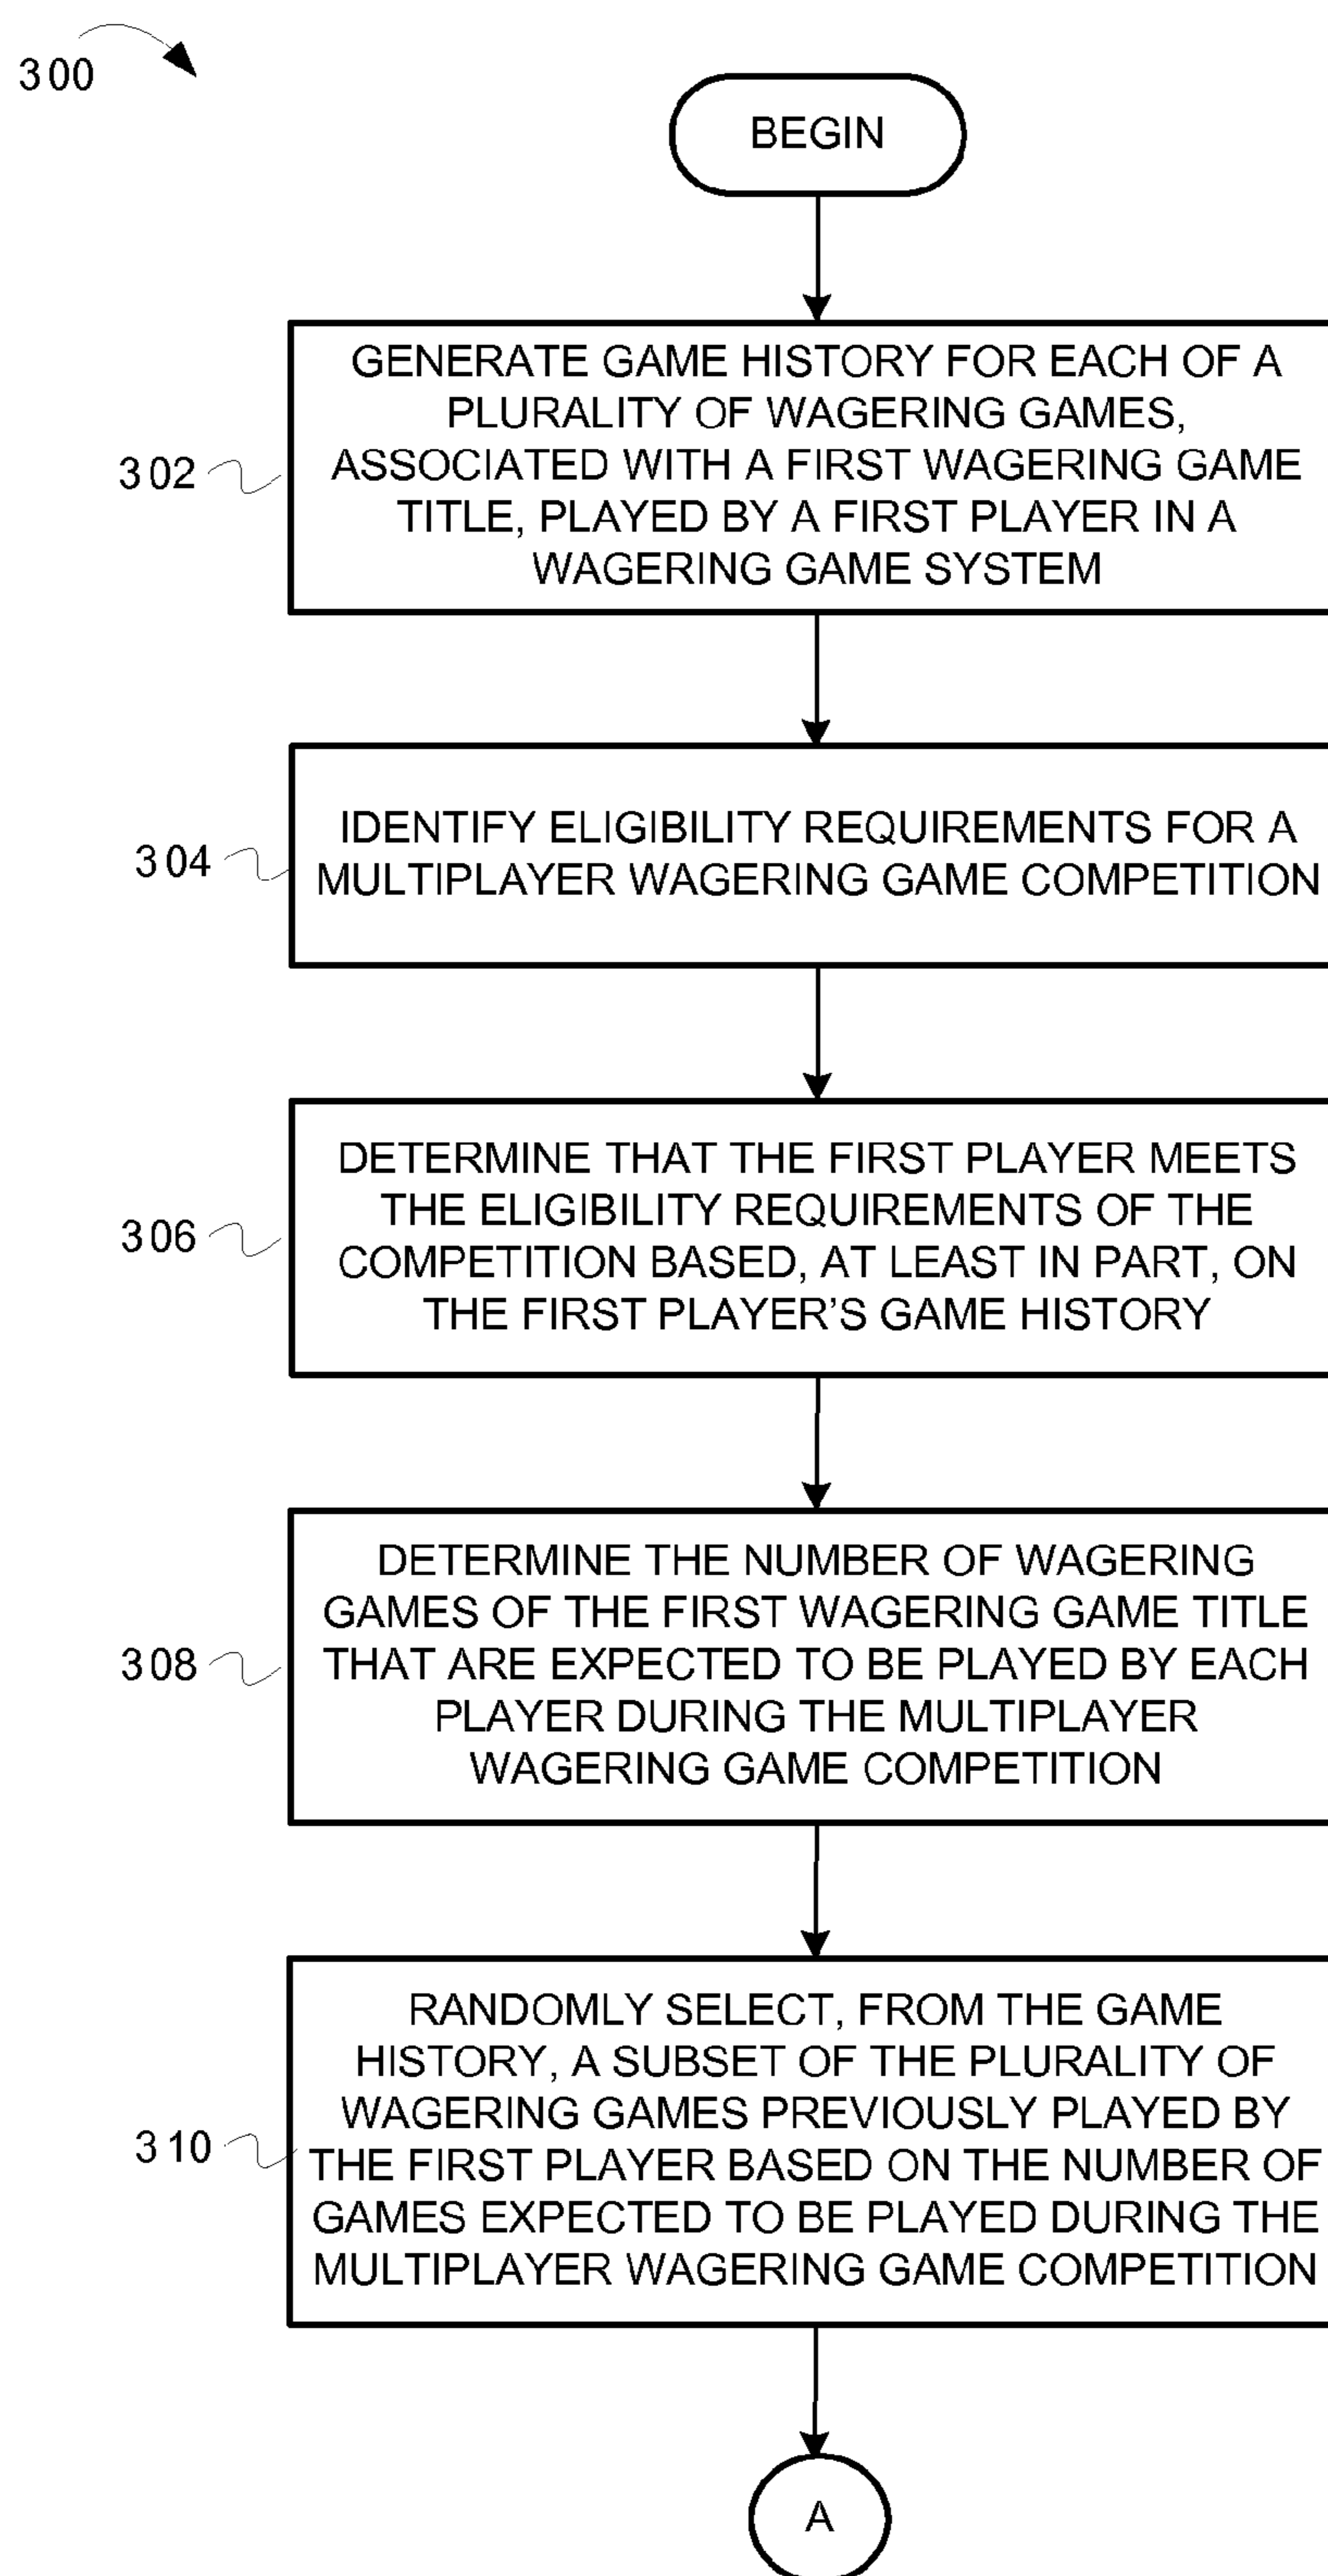 300
BEGIN
GENERATE GAME HISTORY FOR EACH OF A
PLURALITY OF WAGERING GAMES,
ASSOCIATED WITH A FIRST WAGERING GAME
TITLE, PLAYED BY A FIRST PLAYER IN A
WAGERING GAME SYSTEM
302
IDENTIFY ELIGIBILITY REQUIREMENTS FOR A
MULTIPLAYER WAGERING GAME COMPETITION
304
DETERMINE THAT THE FIRST PLAYER MEETS
THE ELIGIBILITY REQUIREMENTS OF THE
COMPETITION BASED, AT LEAST IN PART, ON
THE FIRST PLAYER’S GAME HISTORY
306
DETERMINE THE NUMBER OF WAGERING
GAMES OF THE FIRST WAGERING GAME TITLE
THAT ARE EXPECTED TO BE PLAYED BY EACH
PLAYER DURING THE MULTIPLAYER
WAGERING GAME COMPETITION
308
RANDOMLY SELECT, FROM THE GAME
HISTORY, A SUBSET OF THE PLURALITY OF
WAGERING GAMES PREVIOUSLY PLAYED BY
THE FIRST PLAYER BASED ON THE NUMBER OF
GAMES EXPECTED TO BE PLAYED DURING THE
MULTIPLAYER WAGERING GAME COMPETITION
310
A